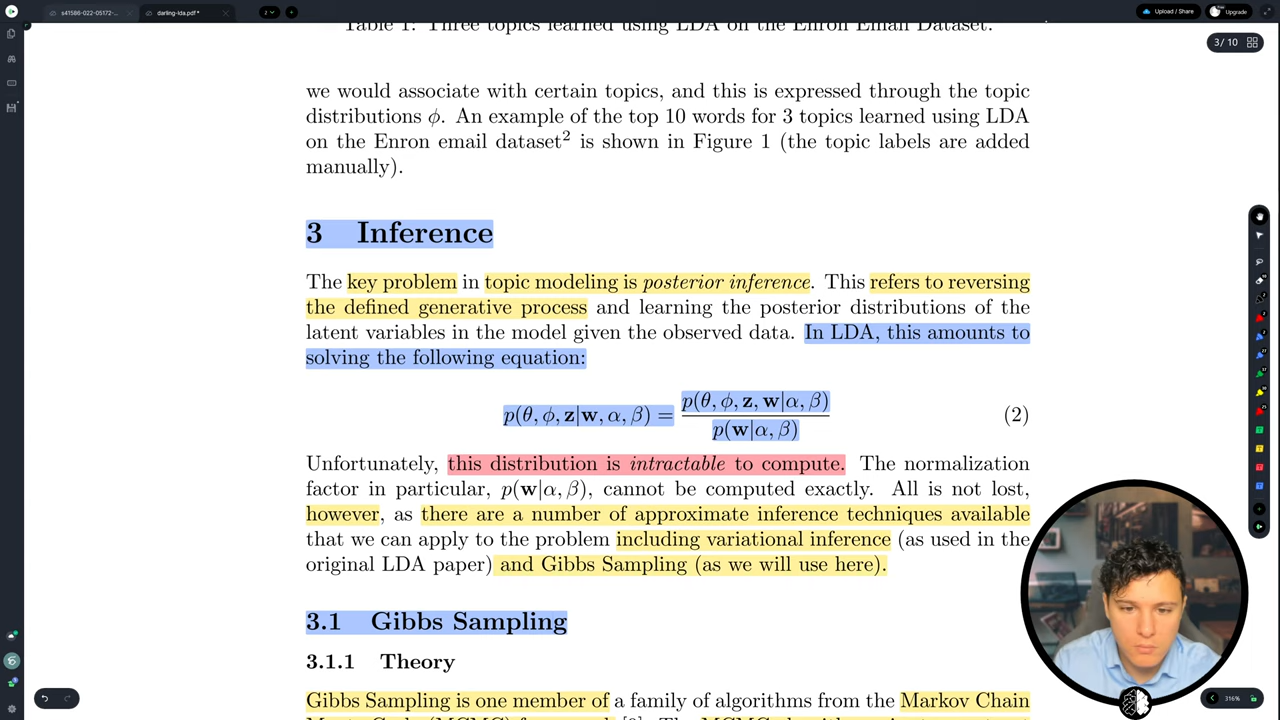 s41586-022-05172-...
darling-lda.pdf*
2
Upload / Share
Upgrade
3 / 10
Table 1: Three topics learned using LDA on the Enron Email Dataset.
we would associate with certain topics, and this is expressed through the topic
distributions ϕ. An example of the top 10 words for 3 topics learned using LDA
on the Enron email dataset² is shown in Figure 1 (the topic labels are added
manually).
3 Inference
The key problem in topic modeling is posterior inference. This refers to reversing
the defined generative process and learning the posterior distributions of the
latent variables in the model given the observed data. In LDA, this amounts to
solving the following equation:
p(θ, ϕ, z|w, α, β) = p(θ, ϕ, z, w|α, β) / p(w|α, β) (2)
Unfortunately, this distribution is intractable to compute. The normalization
factor in particular, p(w|α, β), cannot be computed exactly. All is not lost,
however, as there are a number of approximate inference techniques available
that we can apply to the problem including variational inference (as used in the
original LDA paper) and Gibbs Sampling (as we will use here).
3.1 Gibbs Sampling
3.1.1 Theory
Gibbs Sampling is one member of a family of algorithms from the Markov Chain
316%